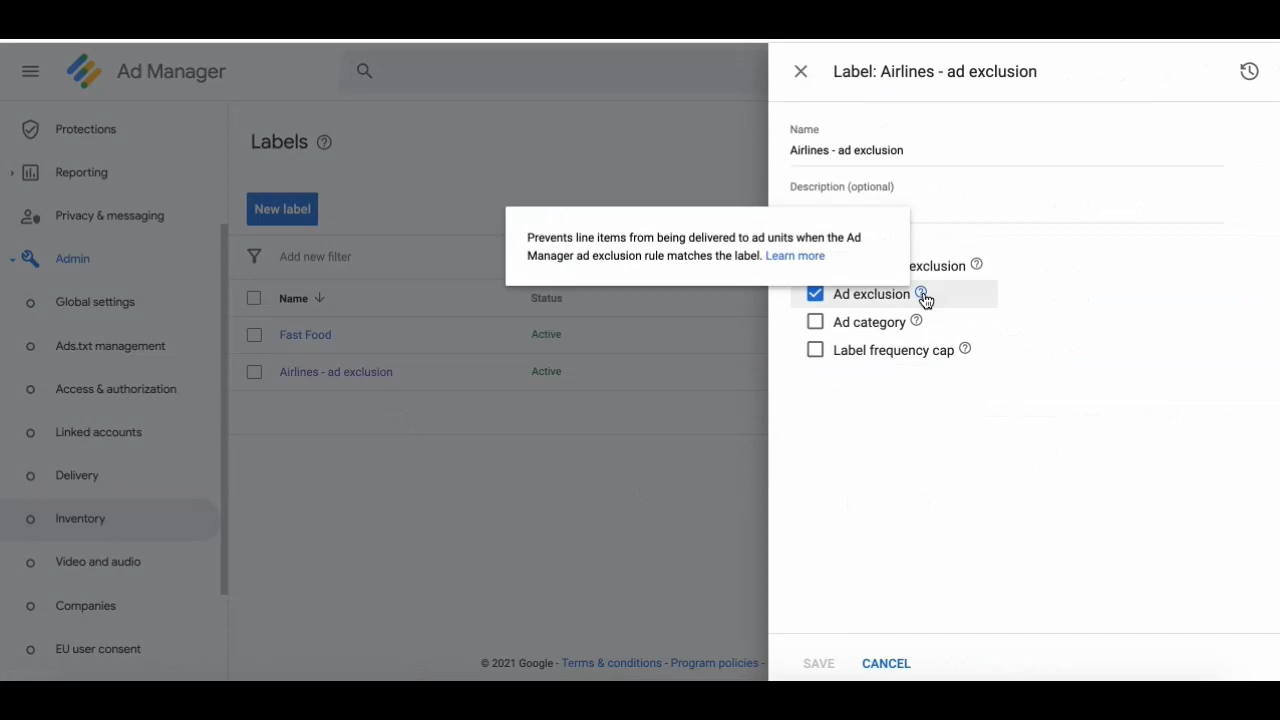 Ad Manager
Label: Airlines - ad exclusion
Protections
Reporting
Privacy & messaging
Admin
Global settings
Ads.txt management
Access & authorization
Linked accounts
Delivery
Inventory
Video and audio
Companies
EU user consent
Labels
New label
Add new filter
Name
Status
Fast Food
Active
Airlines - ad exclusion
Active
© 2021 Google - Terms & conditions - Program policies -
Name
Airlines - ad exclusion
Description (optional)
Prevents line items from being delivered to ad units when the Ad
Manager ad exclusion rule matches the label. Learn more
exclusion
Ad exclusion
Ad category
Label frequency cap
SAVE
CANCEL